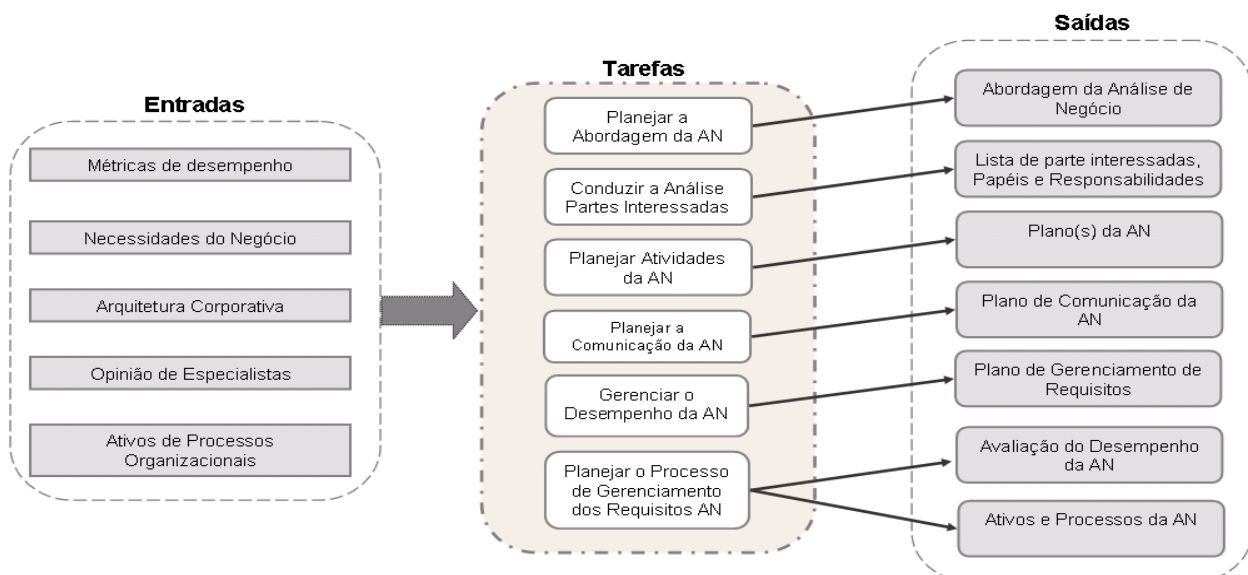 Entradas
Métricas de desempenho
Necessidades do Negócio
Arquitetura Corporativa
Opinião de Especialistas
Ativos de Processos
Organizacionais
Tarefas
Planejar a
Abordagem da AN
Conduzir a Análise
Partes Interessadas
Planejar Atividades
da AN
Planejar a
Comunicação da AN
Gerenciar o
Desempenho da AN
Planejar o Processo
de Gerenciamento
dos Requisitos AN
Saídas
Abordagem da Análise de
Negócio
Lista de parte interessadas,
Papéis e Responsabilidades
Plano(s) da AN
Plano de Comunicação da
AN
Plano de Gerenciamento de
Requisitos
Avaliação do Desempenho
da AN
Ativos e Processos da AN